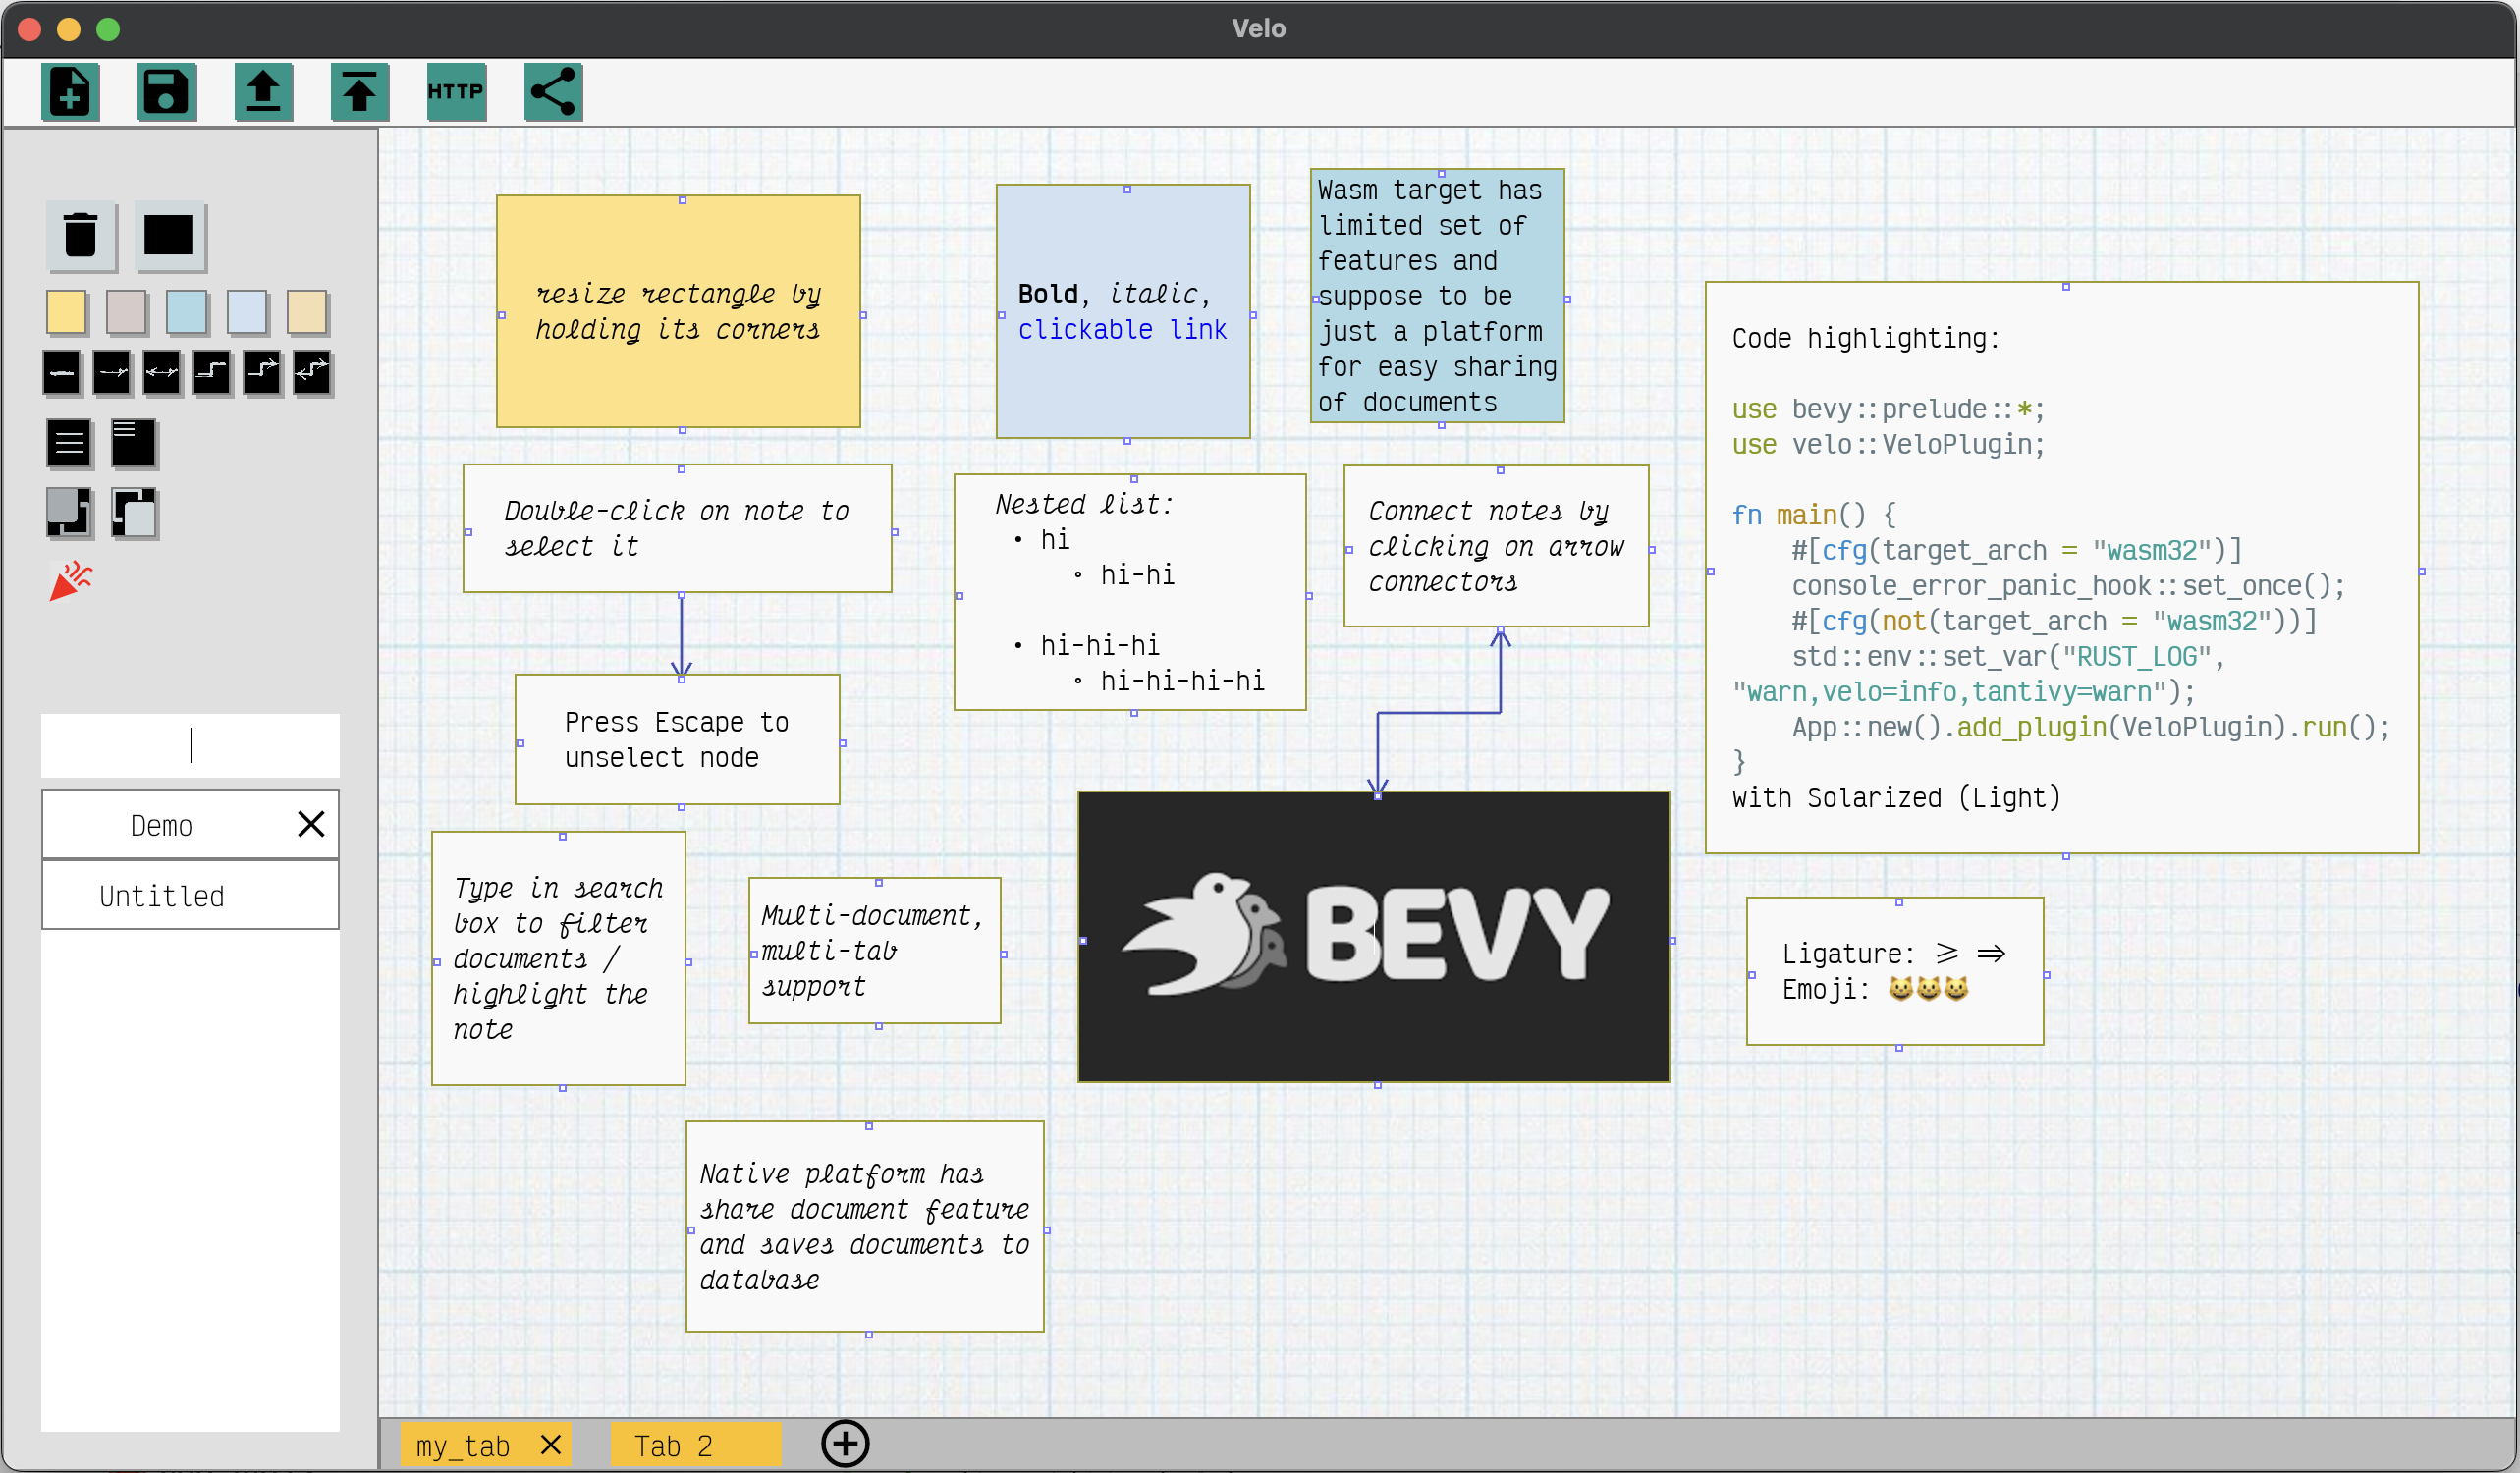 Velo
HTTP
resize rectangle by
holding its corners
Bold, italic,
clickable link
Wasm target has
limited set of
features and
suppose to be
just a platform
for easy sharing
of documents
Code highlighting:
use bevy::prelude::*;
use velo::VeloPlugin;
fn main() {
#[cfg(target_arch = "wasm32")]
console_error_panic_hook::set_once();
#[cfg(not(target_arch = "wasm32"))]
std::env::set_var("RUST_LOG",
"warn,velo=info,tantivy=warn");
App::new().add_plugin(VeloPlugin).run();
}
with Solarized (Light)
Double-click on note to
select it
Nested list:
• hi
◦ hi-hi
• hi-hi-hi
◦ hi-hi-hi-hi
Connect notes by
clicking on arrow
connectors
Press Escape to
unselect node
Demo
Untitled
Type in search
box to filter
documents /
highlight the
note
Multi-document,
multi-tab
support
BEVY
Ligature: ⩾ ⇒
Emoji: 😺😺😺
Native platform has
share document feature
and saves documents to
database
my_tab
Tab 2